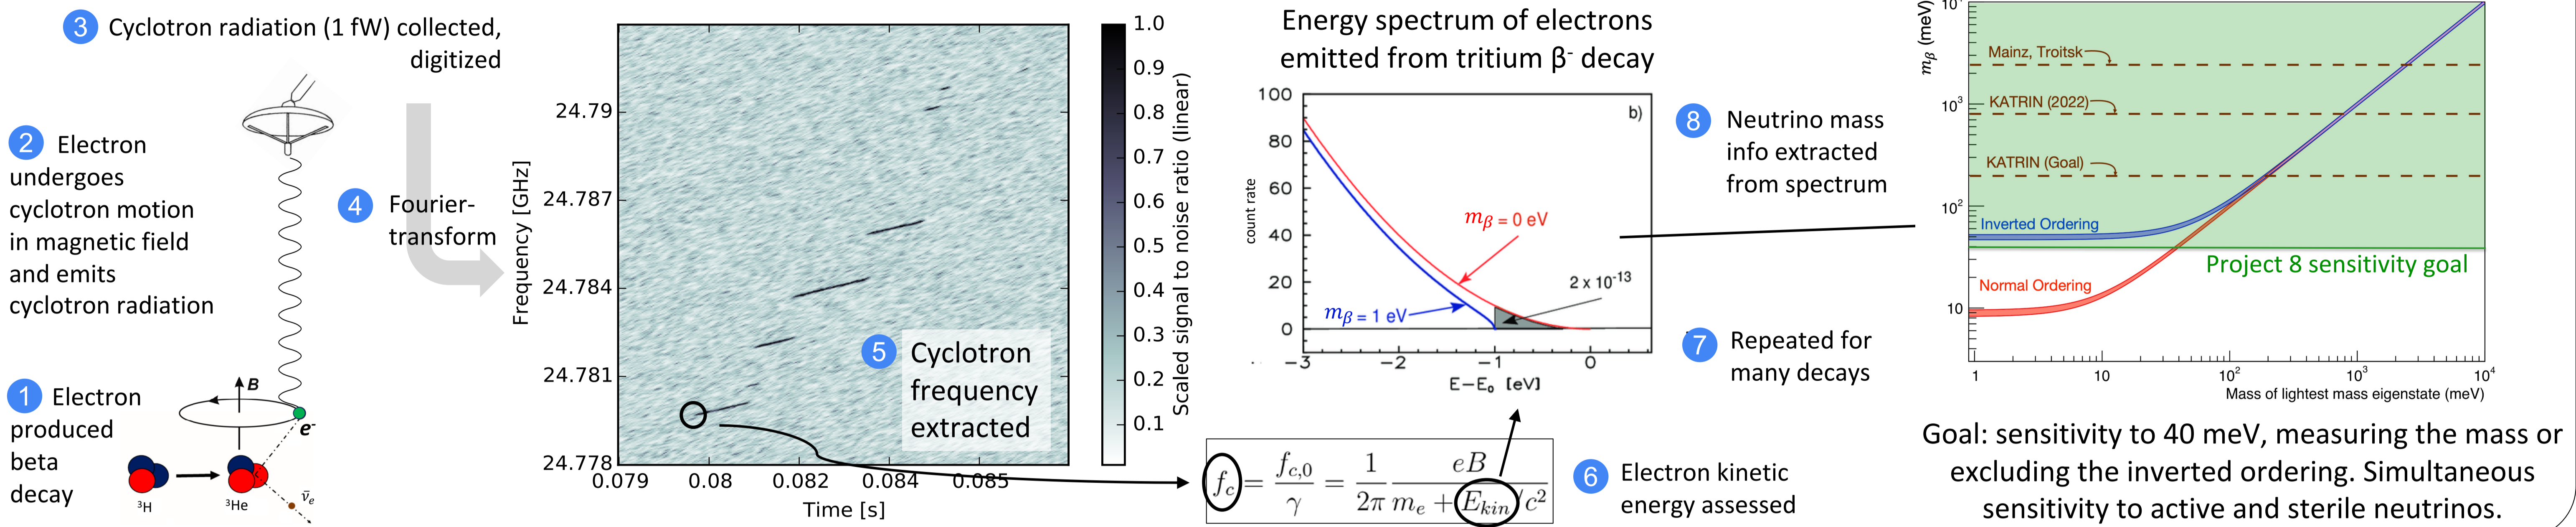 3 Cyclotron radiation (1 fW) collected,
digitized
2 Electron
undergoes
cyclotron motion
in magnetic field
and emits
cyclotron radiation
4 Fourier-
transform
1 Electron
produced
beta
decay
B
e-
³H
³He
ν̄e
Frequency [GHz]
24.79
24.787
24.784
24.781
24.778
0.079
0.08
0.082
0.084
0.085
Time [s]
5 Cyclotron
frequency
extracted
1.0
0.9
0.8
0.7
0.6
0.5
0.4
0.3
0.2
0.1
Scaled signal to noise ratio (linear)
Energy spectrum of electrons
emitted from tritium β⁻ decay
b)
count rate
100
80
60
40
20
0
mβ = 0 eV
mβ = 1 eV
2 x 10⁻¹³
−3
−2
−1
0
E−E₀ [eV]
fc = fc,0/γ = 1/2π eB/(me + Ekin/c²)
6 Electron kinetic
energy assessed
7 Repeated for
many decays
8 Neutrino mass
info extracted
from spectrum
mβ (meV)
10³
10²
10
Mainz, Troitsk
KATRIN (2022)
KATRIN (Goal)
Inverted Ordering
Project 8 sensitivity goal
Normal Ordering
1
10
10²
10³
10⁴
Mass of lightest mass eigenstate (meV)
Goal: sensitivity to 40 meV, measuring the mass or
excluding the inverted ordering. Simultaneous
sensitivity to active and sterile neutrinos.